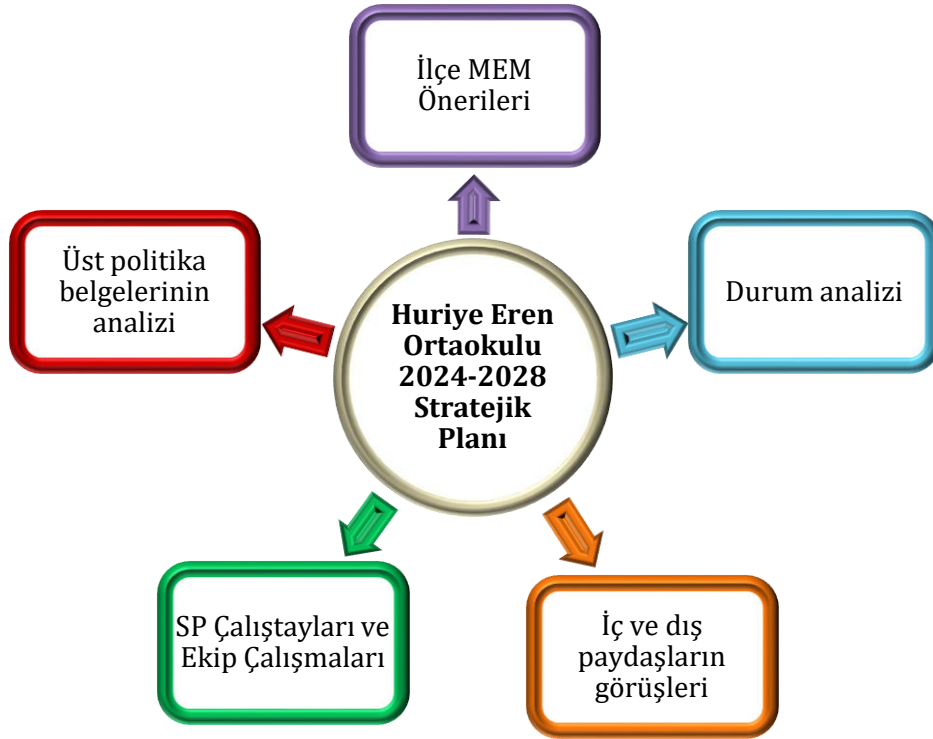 İlçe MEM
Önerileri
Üst politika
belgelerinin
analizi
Durum analizi
Huriye Eren
Ortaokulu
2024-2028
Stratejik
Planı
SP Çalıştayları ve
Ekip Çalışmaları
İç ve dış
paydaşların
görüşleri